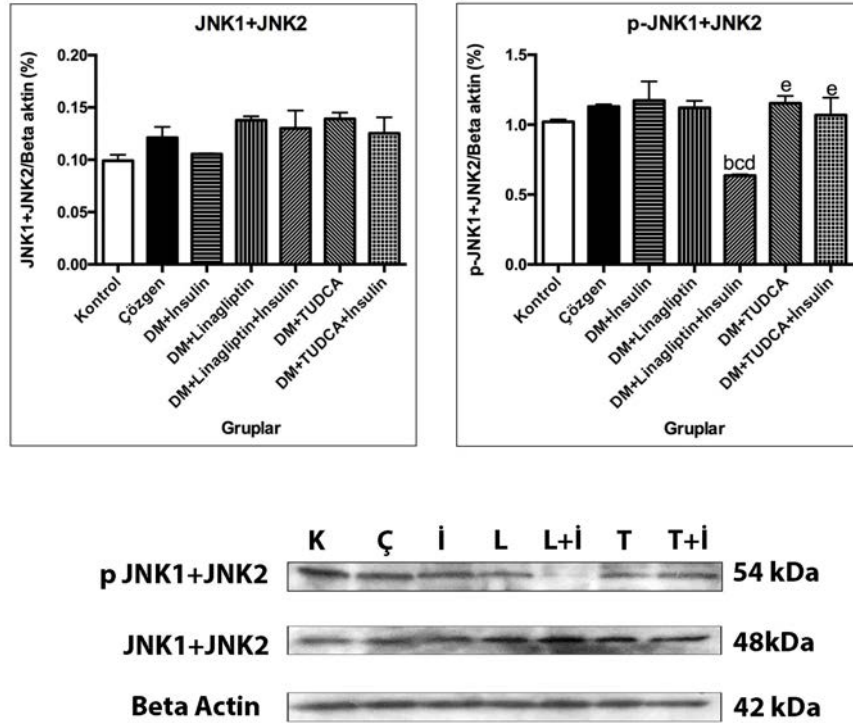 JNK1+JNK2
JNK1+JNK2/Beta aktin (%)
0.20
0.15
0.10
0.05
0.00
Kontrol
Çözgen
DM+İnsulin
DM+Linagliptin
DM+Linagliptin+İnsulin
DM+TUDCA
DM+TUDCA+İnsulin
Gruplar
p-JNK1+JNK2
p-JNK1+JNK2/Beta aktin (%)
1.5
1.0
0.5
0.0
bcd
e
e
Kontrol
Çözgen
DM+İnsulin
DM+Linagliptin
DM+Linagliptin+İnsulin
DM+TUDCA
DM+TUDCA+İnsulin
Gruplar
K Ç İ L L+İ T T+İ
p JNK1+JNK2 54 kDa
JNK1+JNK2 48kDa
Beta Actin 42 kDa